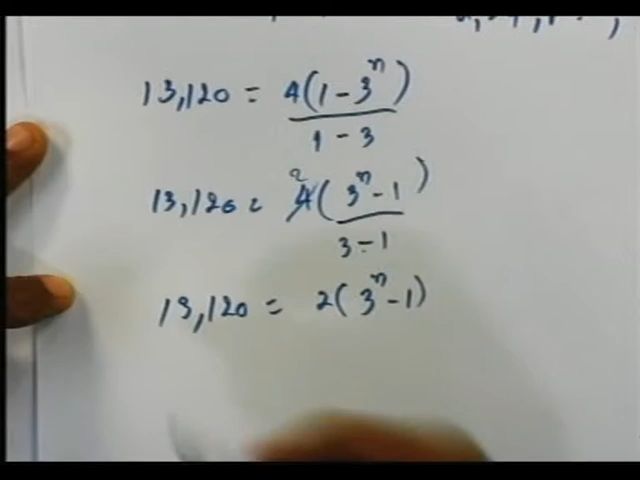 13,120 = 4(1-3^n)
1-3
13,120 = 4 2 (3^n-1)
3-1
13,120 = 2(3^n-1)